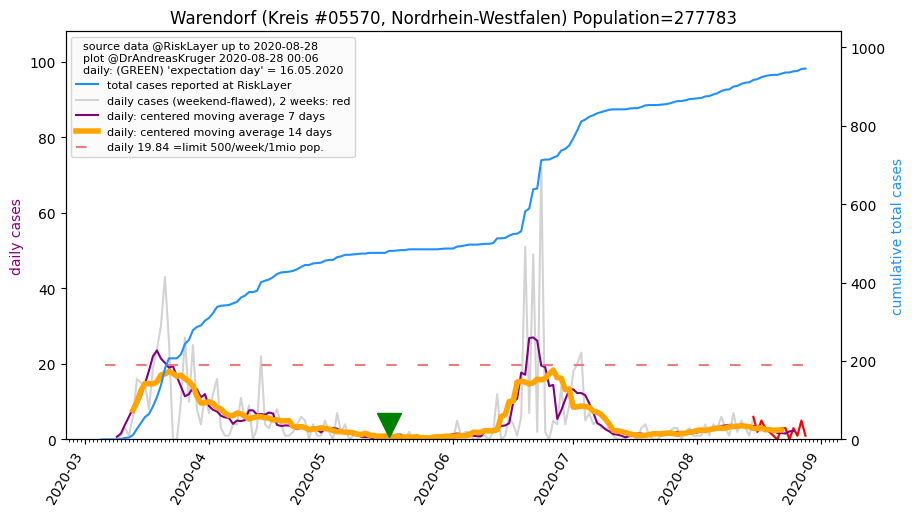 Warendorf (Kreis #05570, Nordrhein-Westfalen) Population=277783
source data @RiskLayer up to 2020-08-28
plot @DrAndreasKruger 2020-08-28 00:06
daily: (GREEN) 'expectation day' = 16.05.2020
total cases reported at RiskLayer
daily cases (weekend-flawed), 2 weeks: red
daily: centered moving average 7 days
daily: centered moving average 14 days
daily 19.84 =limit 500/week/1mio pop.
daily cases
100
80
60
40
20
0
cumulative total cases
1000
800
600
400
200
0
2020-03
2020-04
2020-05
2020-06
2020-07
2020-08
2020-09